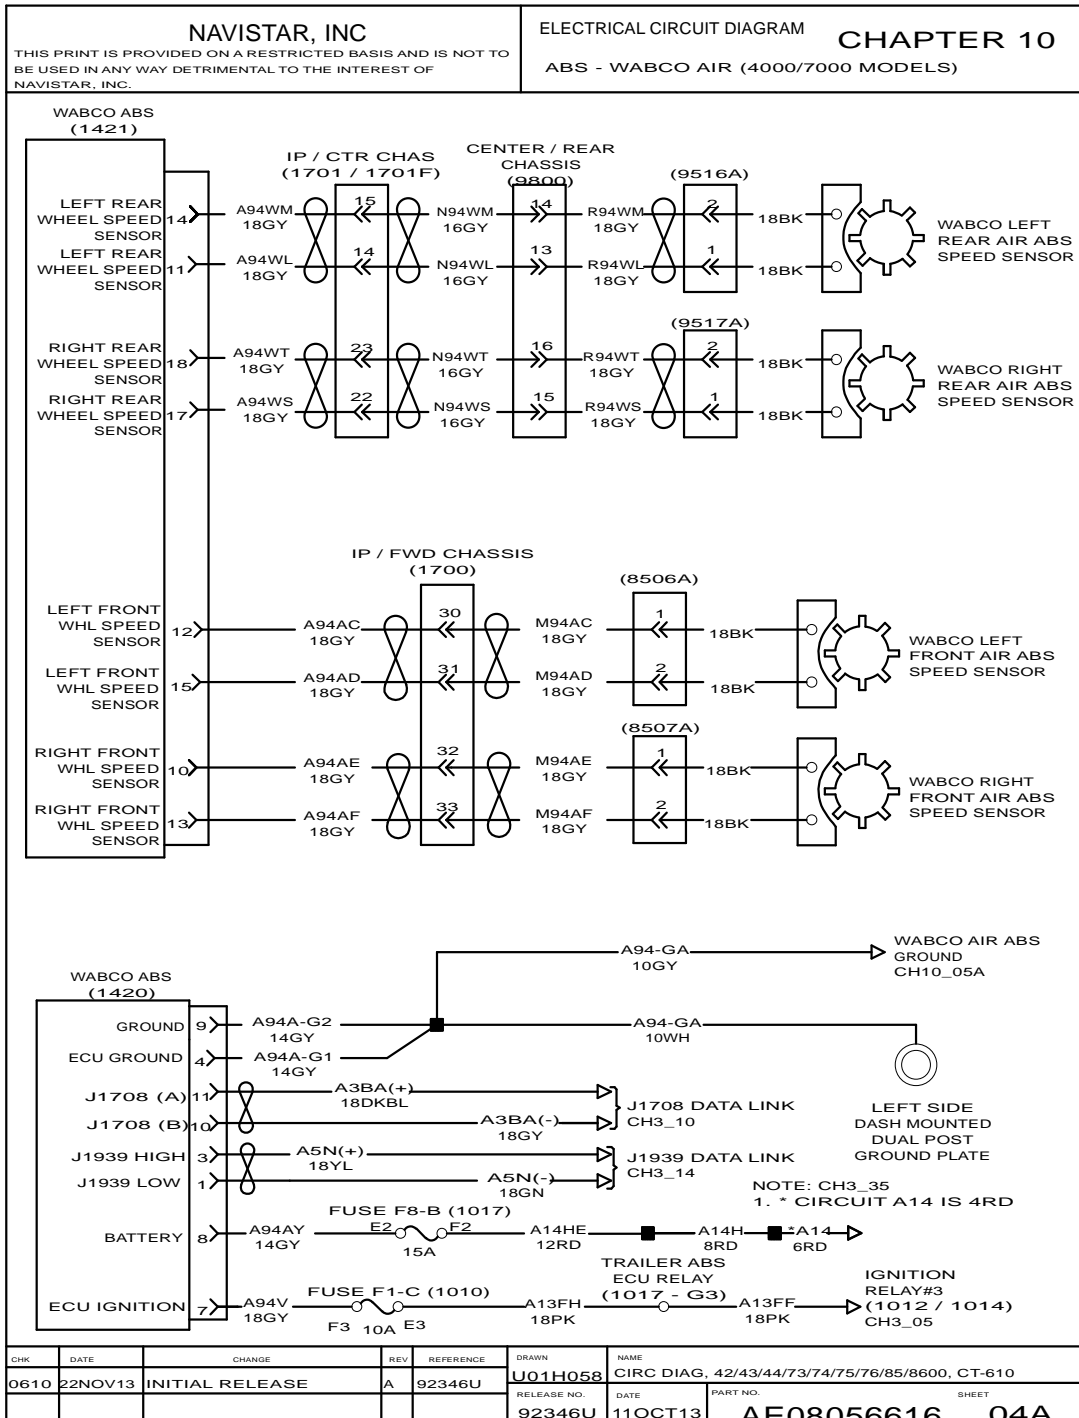 NAVISTAR, INC
THIS PRINT IS PROVIDED ON A RESTRICTED BASIS AND IS NOT TO
BE USED IN ANY WAY DETRIMENTAL TO THE INTEREST OF
NAVISTAR, INC.
ELECTRICAL CIRCUIT DIAGRAM
CHAPTER 10
ABS - WABCO AIR (4000/7000 MODELS)
WABCO ABS
(1421)
IP / CTR CHAS
(1701 / 1701F)
CENTER / REAR
CHASSIS
(9800)
(9516A)
LEFT REAR
WHEEL SPEED
SENSOR
14
A94WM
18GY
15
N94WM
16GY
14
R94WM
18GY
2
18BK
LEFT REAR
WHEEL SPEED
SENSOR
11
A94WL
18GY
14
N94WL
16GY
13
R94WL
18GY
1
18BK
WABCO LEFT
REAR AIR ABS
SPEED SENSOR
(9517A)
RIGHT REAR
WHEEL SPEED
SENSOR
18
A94WT
18GY
23
N94WT
16GY
16
R94WT
18GY
2
18BK
RIGHT REAR
WHEEL SPEED
SENSOR
17
A94WS
18GY
22
N94WS
16GY
15
R94WS
18GY
1
18BK
WABCO RIGHT
REAR AIR ABS
SPEED SENSOR
IP / FWD CHASSIS
(1700)
(8506A)
LEFT FRONT
WHL SPEED
SENSOR
12
A94AC
18GY
30
M94AC
18GY
1
18BK
LEFT FRONT
WHL SPEED
SENSOR
15
A94AD
18GY
31
M94AD
18GY
2
18BK
WABCO LEFT
FRONT AIR ABS
SPEED SENSOR
(8507A)
RIGHT FRONT
WHL SPEED
SENSOR
10
A94AE
18GY
32
M94AE
18GY
1
18BK
RIGHT FRONT
WHL SPEED
SENSOR
13
A94AF
18GY
33
M94AF
18GY
2
18BK
WABCO RIGHT
FRONT AIR ABS
SPEED SENSOR
A94-GA
10GY
WABCO AIR ABS
GROUND
CH10_05A
WABCO ABS
(1420)
GROUND
9
A94A-G2
14GY
A94-GA
10WH
ECU GROUND
4
A94A-G1
14GY
LEFT SIDE
DASH MOUNTED
DUAL POST
GROUND PLATE
J1708 (A)
11
A3BA(+)
18DKBL
J1708 (B)
10
A3BA(-)
18GY
J1708 DATA LINK
CH3_10
J1939 HIGH
3
A5N(+)
18YL
J1939 LOW
1
A5N(-)
18GN
J1939 DATA LINK
CH3_14
NOTE: CH3_35
1. * CIRCUIT A14 IS 4RD
BATTERY
8
A94AY
14GY
FUSE F8-B (1017)
E2
F2
15A
A14HE
12RD
A14H
8RD
*A14
6RD
ECU IGNITION
7
A94V
18GY
FUSE F1-C (1010)
F3
10A
E3
A13FH
18PK
TRAILER ABS
ECU RELAY
(1017 - G3)
A13FF
18PK
IGNITION
RELAY#3
(1012 / 1014)
CH3_05
CHK DATE CHANGE REV REFERENCE
0610 22NOV13 INITIAL RELEASE A 92346U
DRAWN
U01H058
NAME
CIRC DIAG, 42/43/44/73/74/75/76/85/8600, CT-610
RELEASE NO.
92346U
DATE
11OCT13
PART NO.
AE08056616
SHEET
04A